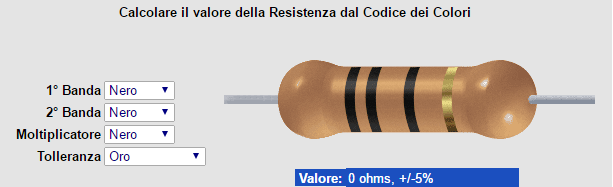 Calcolare il valore della Resistenza dal Codice dei Colori
1° Banda Nero
2° Banda Nero
Moltiplicatore Nero
Tolleranza Oro
Valore: 0 ohms, +/-5%